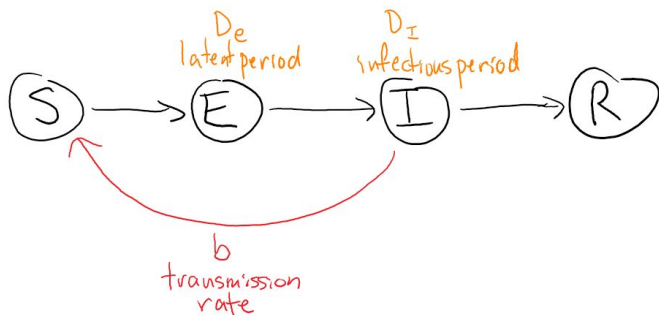 De
latent period
DI
infectious period
S
E
I
R
b
transmission
rate